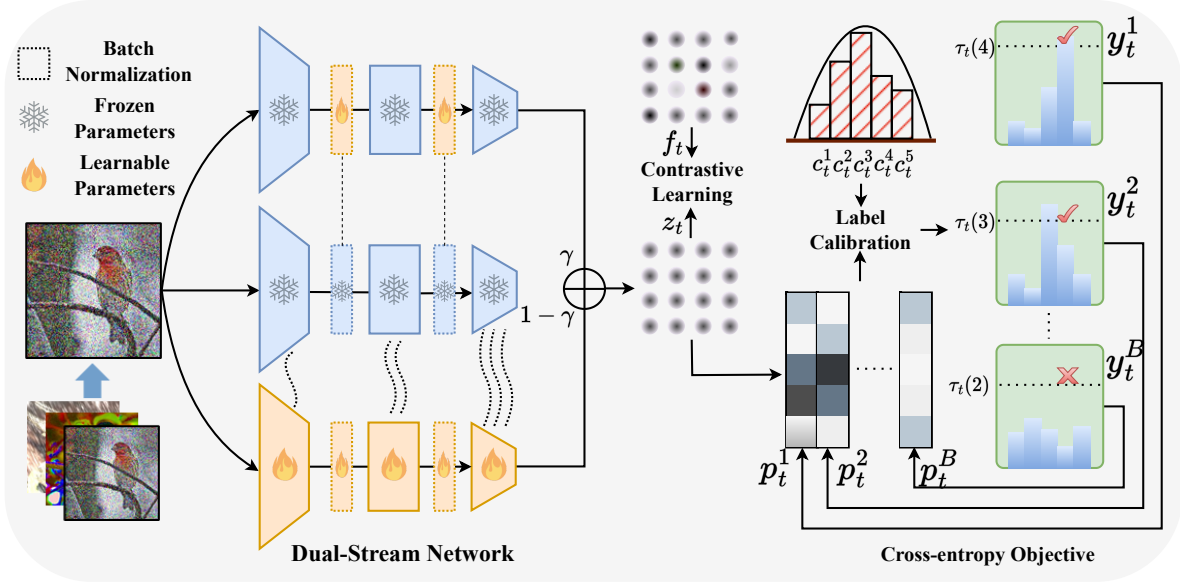 Batch
Normalization
Frozen
Parameters
Learnable
Parameters
γ
1 − γ
Dual-Stream Network
f_t
Contrastive
Learning
z_t
c_t^1 c_t^2 c_t^3 c_t^4 c_t^5
Label
Calibration
p_t^1
p_t^2
p_t^B
τ_t(4)
y_t^1
τ_t(3)
y_t^2
τ_t(2)
y_t^B
Cross-entropy Objective